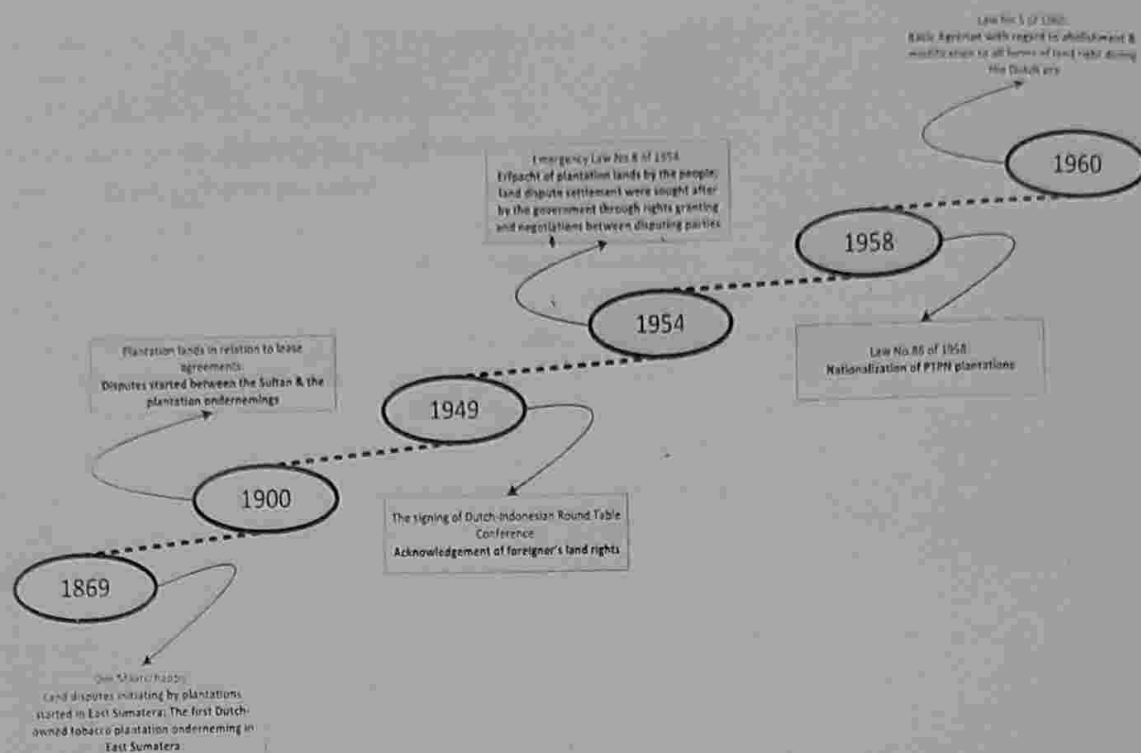 Law No.5 of 1960:
Basic Agrarian with regard to abolishment &
modification to all forms of land right during
the Dutch era
1960
Emergency Law No.8 of 1954
Erfpacht of plantation lands by the people;
land dispute settlement were sought after
by the government through rights granting
and negotiations between disputing parties
1958
1954
Law No.86 of 1958:
Nationalization of PTPN plantations
Plantation lands in relation to lease
agreements:
Disputes started between the Sultan & the
plantation ondernemings
1949
1900
The signing of Dutch-Indonesian Round Table
Conference
Acknowledgement of foreigner's land rights
1869
Land disputes initiating by plantations
started in East Sumatera; The first Dutch-
owned tobacco plantation onderneming in
East Sumatera